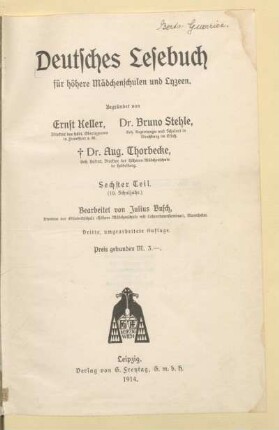 Deutsches Lesebuch
für höhere Mädchenschulen und Lyzeen.
Begründet von
Ernst Keller,
Dr. Bruno Stehle,
† Dr. Aug. Thorbecke,
Sechster Teil.
(10. Schuljahr.)
Bearbeitet von Julius Busch,
Dritte, umgearbeitete Auflage.
Preis gebunden M. 3.—.
Leipzig.
Verlag von G. Freytag, G. m. b. H.
1914.